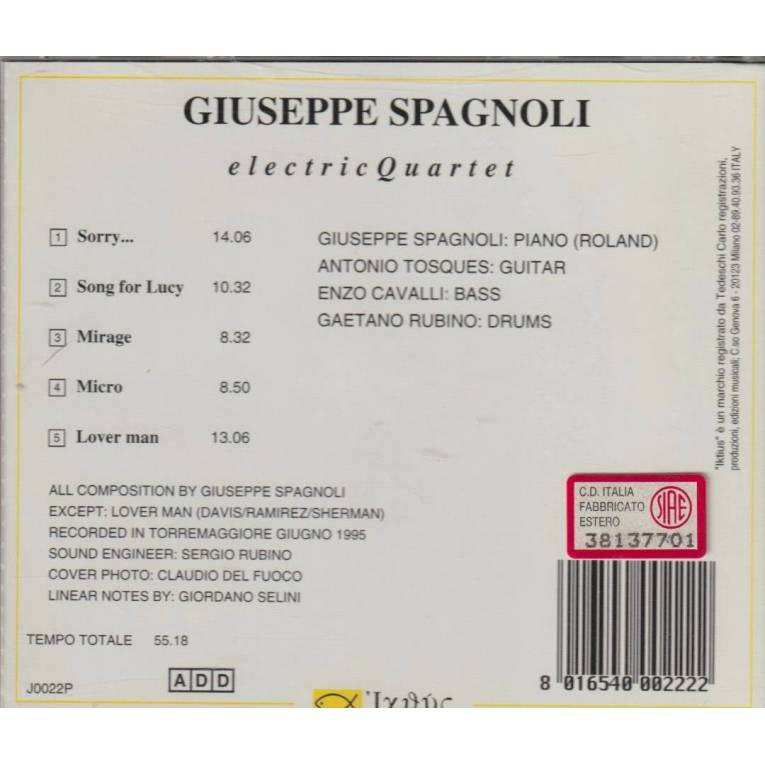 GIUSEPPE SPAGNOLI
electricQuartet
1 Sorry... 14.06
2 Song for Lucy 10.32
3 Mirage 8.32
4 Micro 8.50
5 Lover man 13.06
GIUSEPPE SPAGNOLI: PIANO (ROLAND)
ANTONIO TOSQUES: GUITAR
ENZO CAVALLI: BASS
GAETANO RUBINO: DRUMS
ALL COMPOSITION BY GIUSEPPE SPAGNOLI
EXCEPT: LOVER MAN (DAVIS/RAMIREZ/SHERMAN)
RECORDED IN TORREMAGGIORE GIUGNO 1995
SOUND ENGINEER: SERGIO RUBINO
COVER PHOTO: CLAUDIO DEL FUOCO
LINEAR NOTES BY: GIORDANO SELINI
TEMPO TOTALE 55.18
J0022P
ADD
Ἰχθύς
C.D. ITALIA
FABBRICATO
ESTERO
SIAE
38137701
8 016540 002222
"Iktius" è un marchio registrato da Tedeschi Carlo registrazioni,
produzioni, edizioni musicali; C.so Genova 6 - 20123 Milano 02-89.40.93.36 ITALY